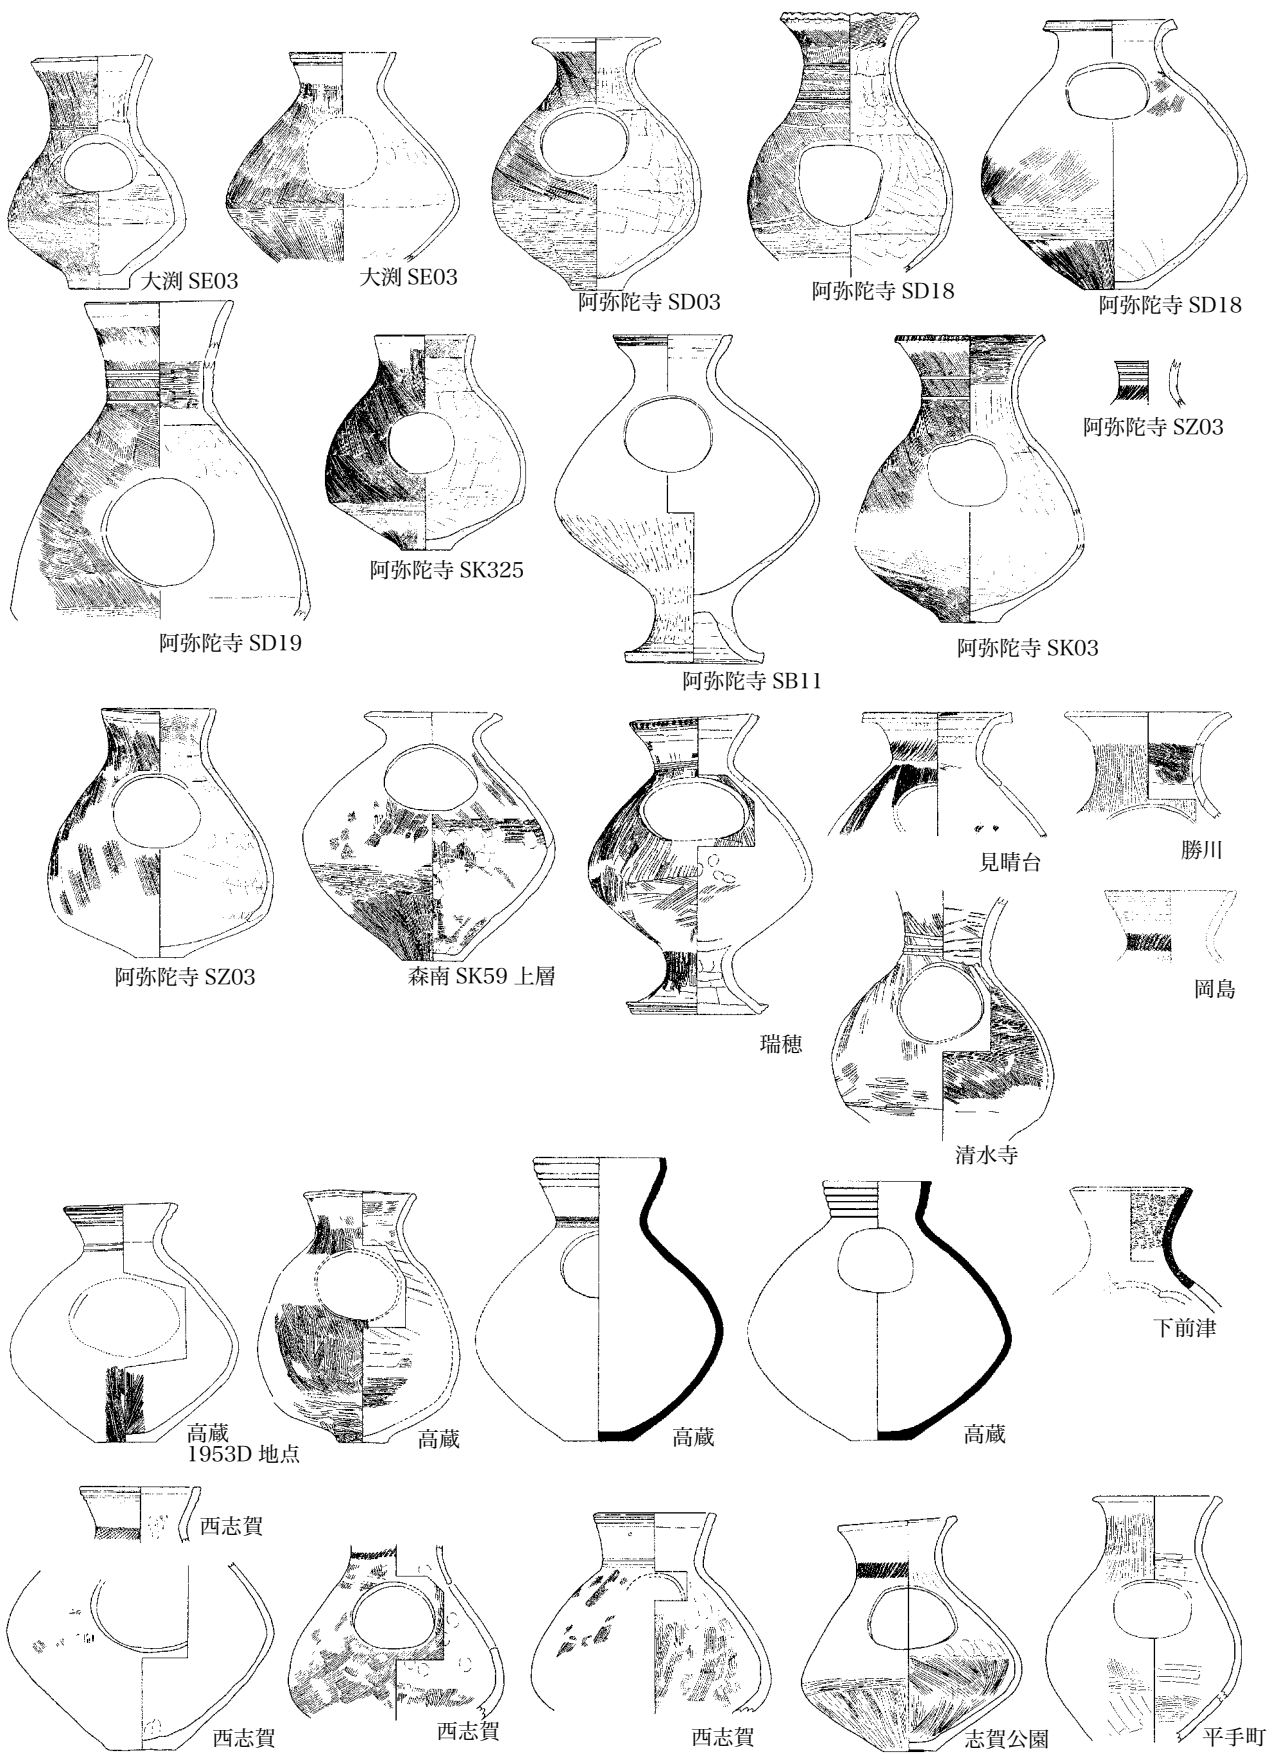 大渕 SE03
大渕 SE03
阿弥陀寺 SD03
阿弥陀寺 SD18
阿弥陀寺 SD18
阿弥陀寺 SD19
阿弥陀寺 SK325
阿弥陀寺 SB11
阿弥陀寺 SK03
阿弥陀寺 SZ03
阿弥陀寺 SZ03
森南 SK59 上層
瑞穂
見晴台
勝川
清水寺
岡島
高蔵
1953D 地点
高蔵
高蔵
高蔵
下前津
西志賀
西志賀
西志賀
西志賀
志賀公園
平手町